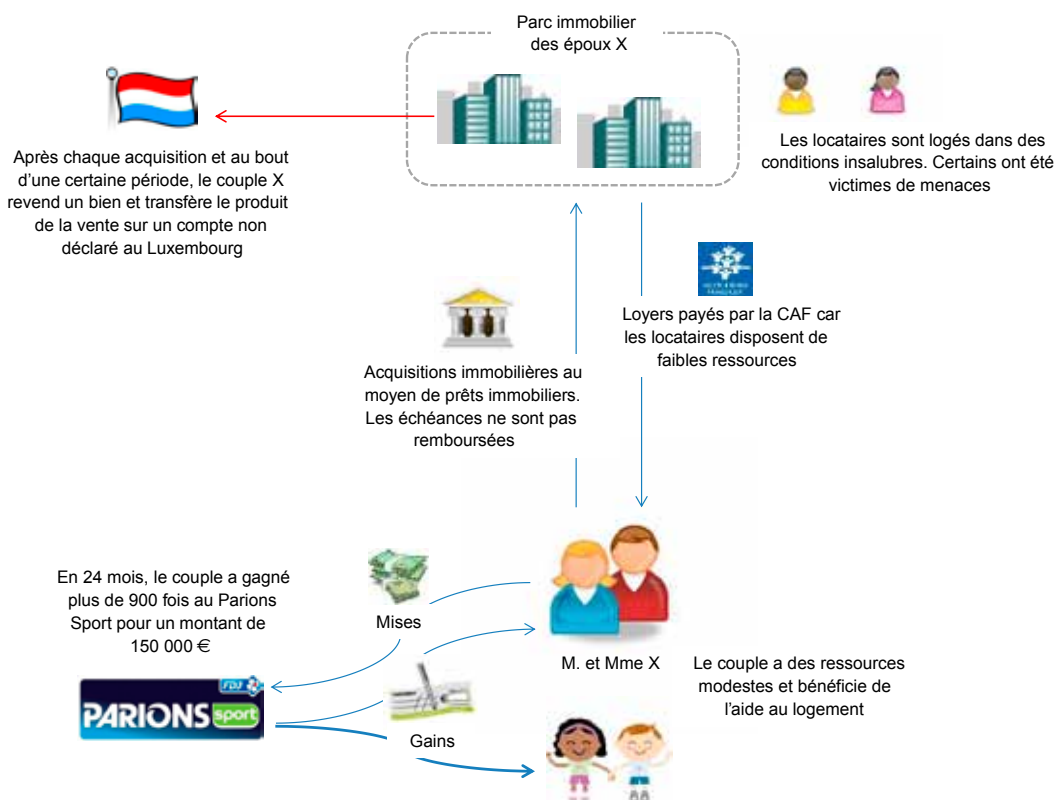 Parc immobilier
des époux X
Les locataires sont logés dans des
conditions insalubres. Certains ont été
victimes de menaces
Après chaque acquisition et au bout
d'une certaine période, le couple X
revend un bien et transfère le produit
de la vente sur un compte non
déclaré au Luxembourg
Loyers payés par la CAF car
les locataires disposent de
faibles ressources
Acquisitions immobilières au
moyen de prêts immobiliers.
Les échéances ne sont pas
remboursées
En 24 mois, le couple a gagné
plus de 900 fois au Parions
Sport pour un montant de
150 000 €
Mises
FDJ
PARIONS sport
Gains
M. et Mme X
Le couple a des ressources
modestes et bénéficie de
l'aide au logement